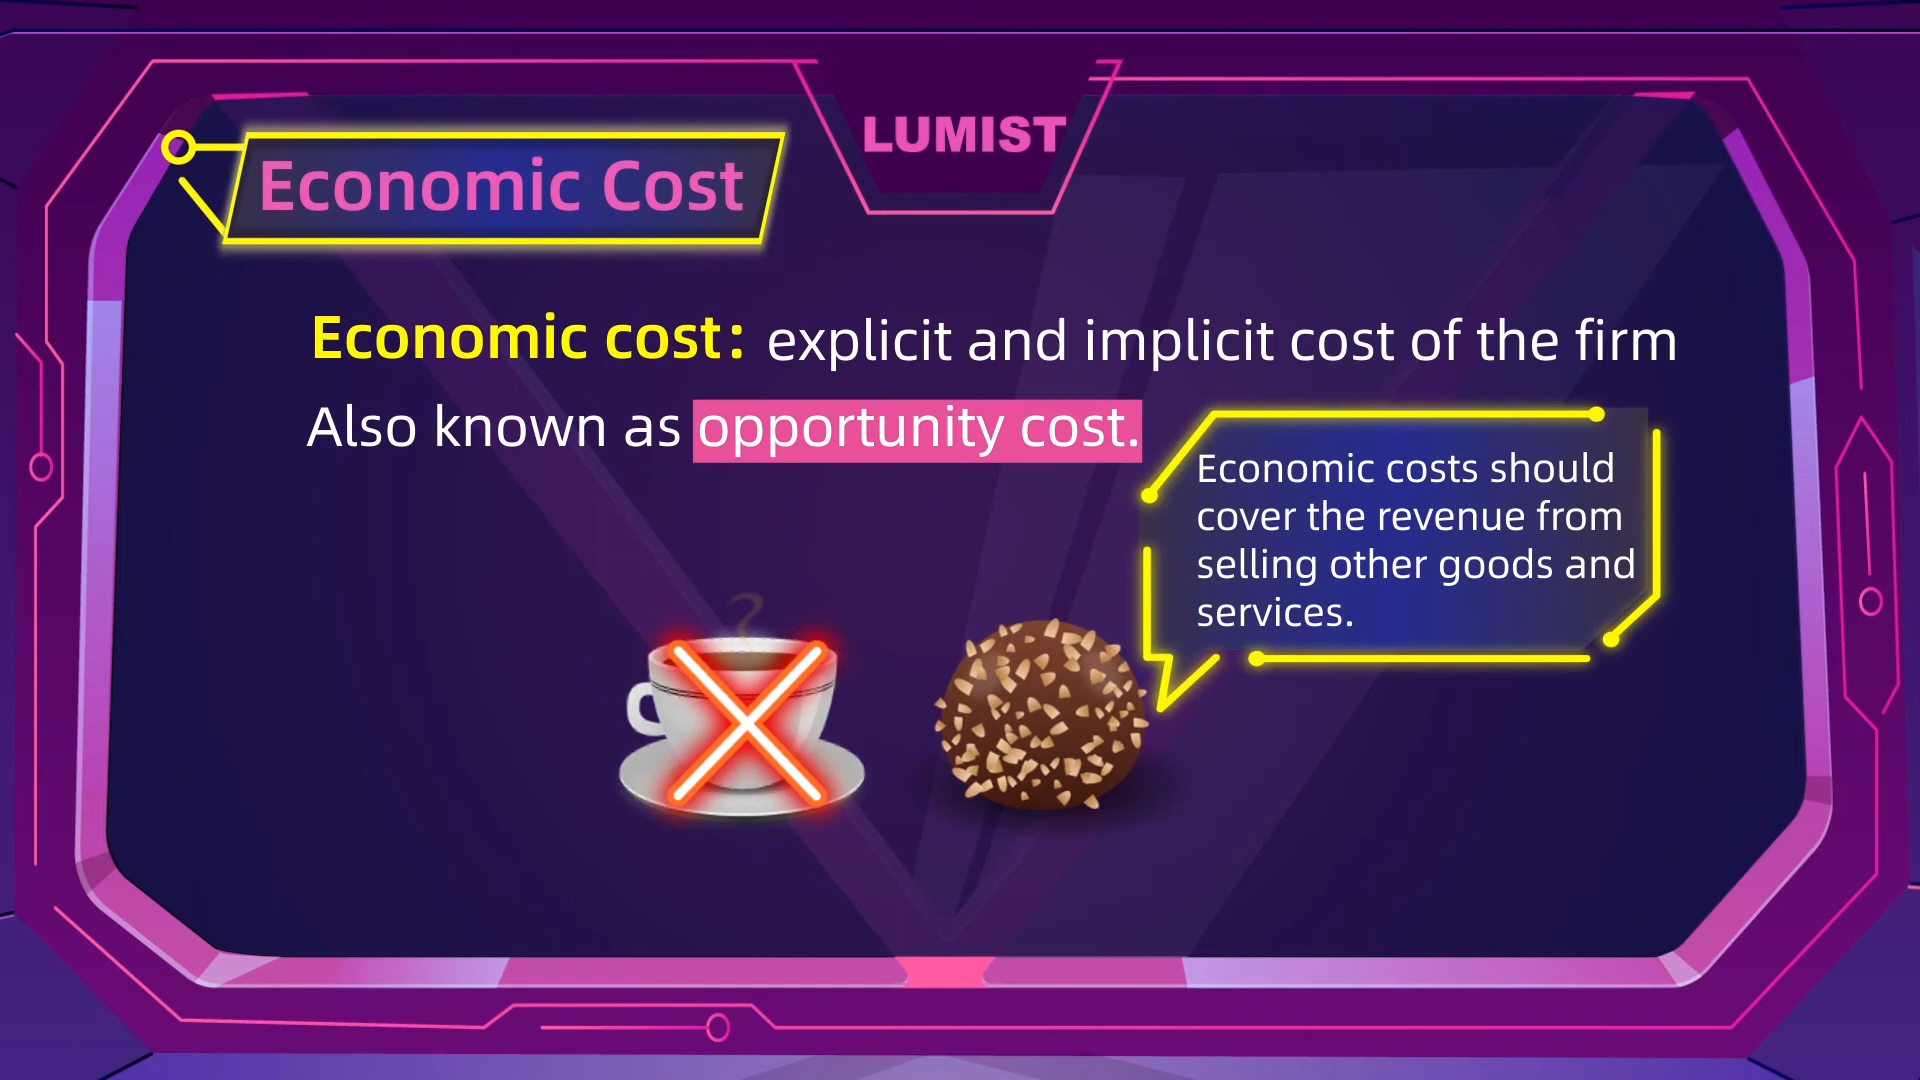 LUMIST
Economic Cost
Economic cost: explicit and implicit cost of the firm
Also known as opportunity cost.
Economic costs should
cover the revenue from
selling other goods and
services.